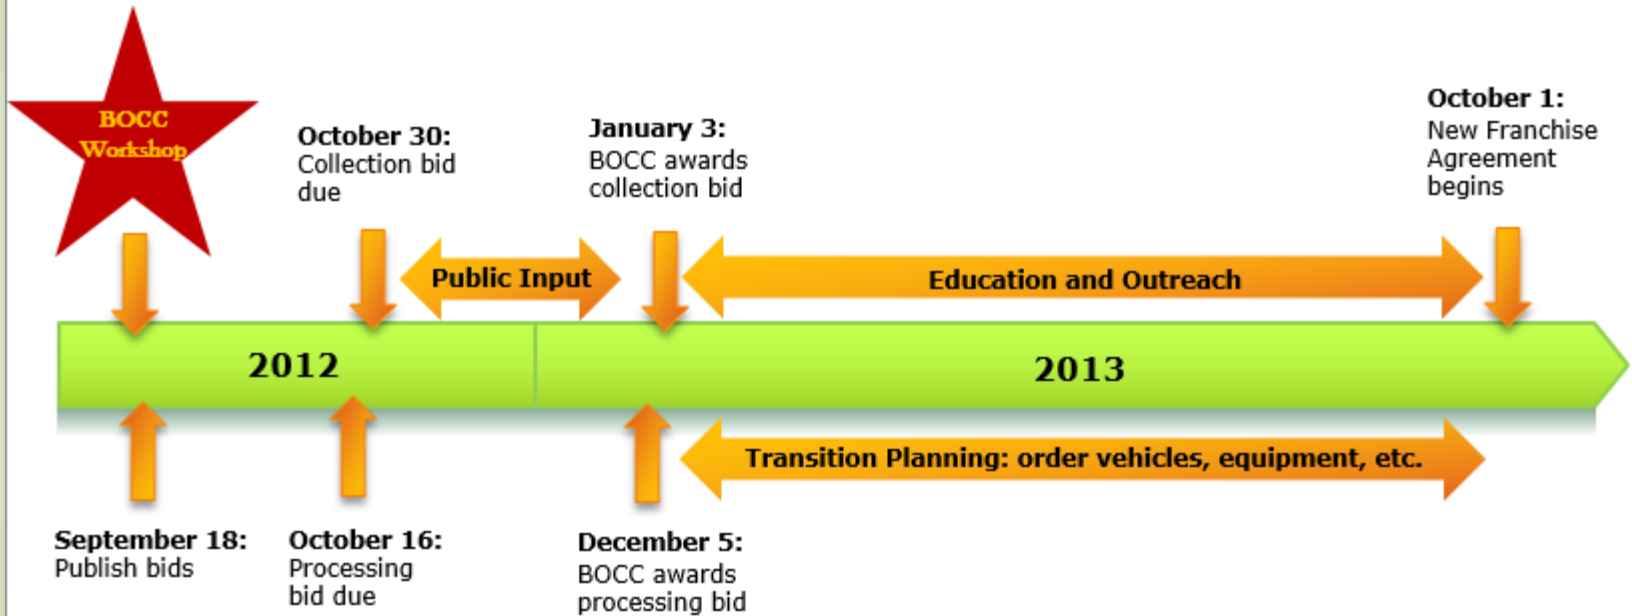 BOCC
Workshop
October 30:
Collection bid
due
January 3:
BOCC awards
collection bid
October 1:
New Franchise
Agreement
begins
Public Input
Education and Outreach
2012
2013
Transition Planning: order vehicles, equipment, etc.
September 18:
Publish bids
October 16:
Processing
bid due
December 5:
BOCC awards
processing bid